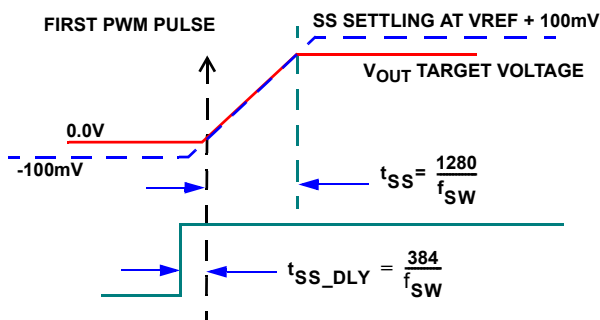 FIRST PWM PULSE
SS SETTLING AT VREF + 100mV
VOUT TARGET VOLTAGE
0.0V
-100mV
tSS= 1280
fSW
tSS_DLY = 384
fSW